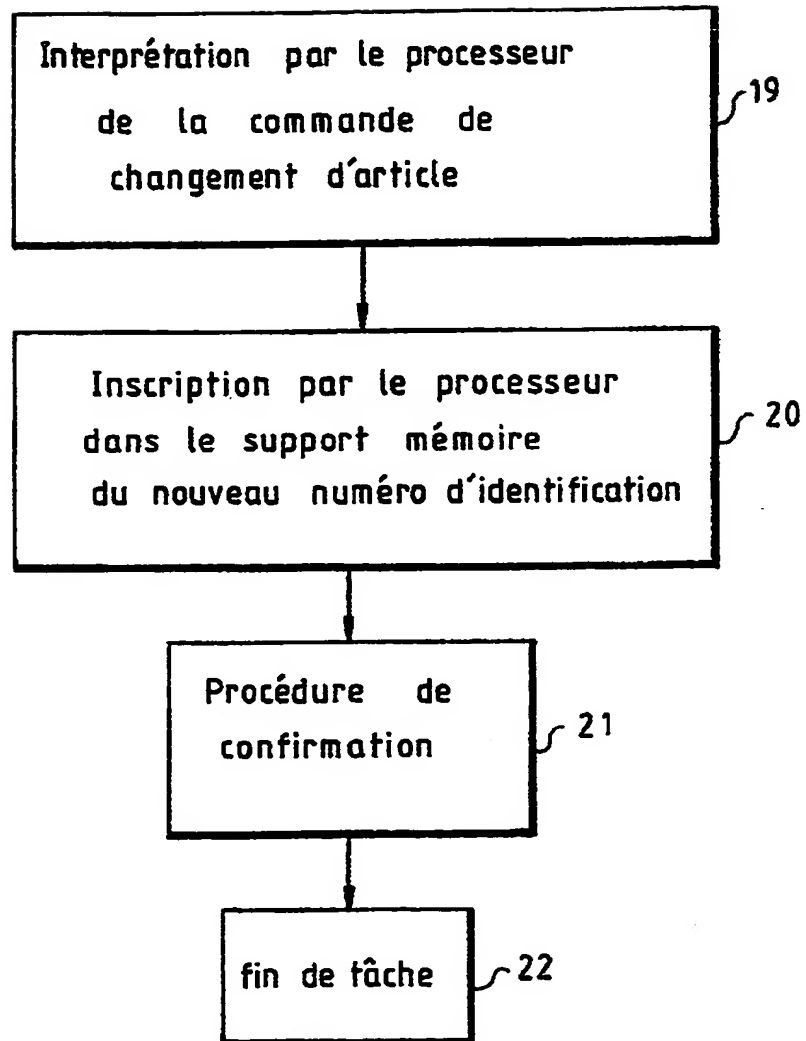 Interprétation par le processeur
de la commande de
changement d'article
19
Inscription par le processeur
dans le support mémoire
du nouveau numéro d'identification
20
Procédure de
confirmation
21
fin de tâche
22